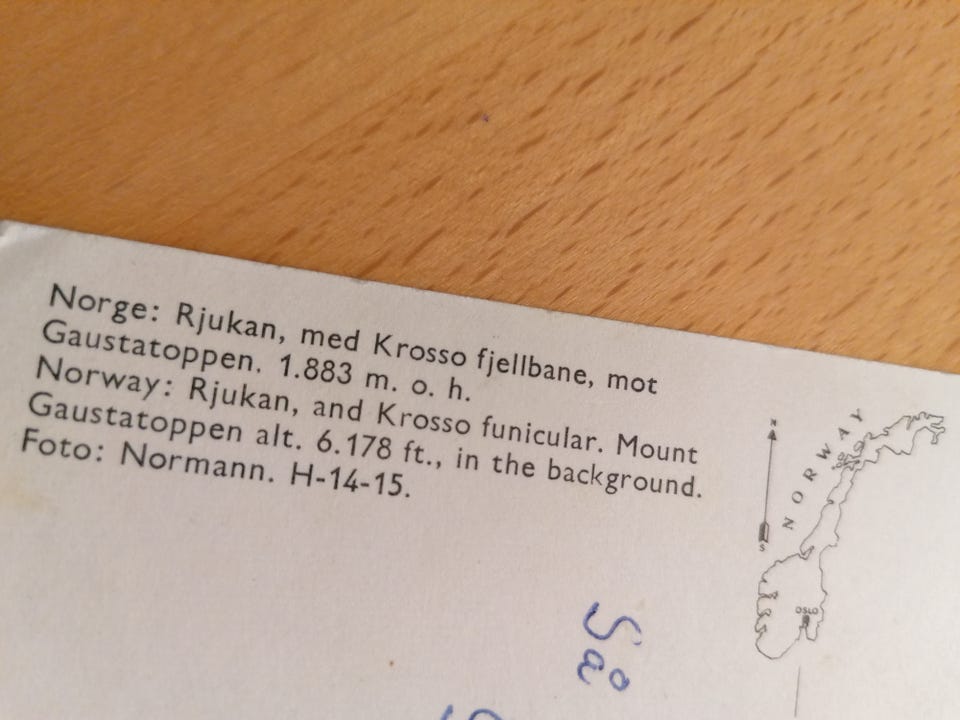 Norge: Rjukan, med Krosso fjellbane, mot
Gaustatoppen. 1.883 m. o. h.
Norway: Rjukan, and Krosso funicular. Mount
Gaustatoppen alt. 6.178 ft., in the background.
Foto: Normann. H-14-15.
N
NORWAY
S
OSLO
Så